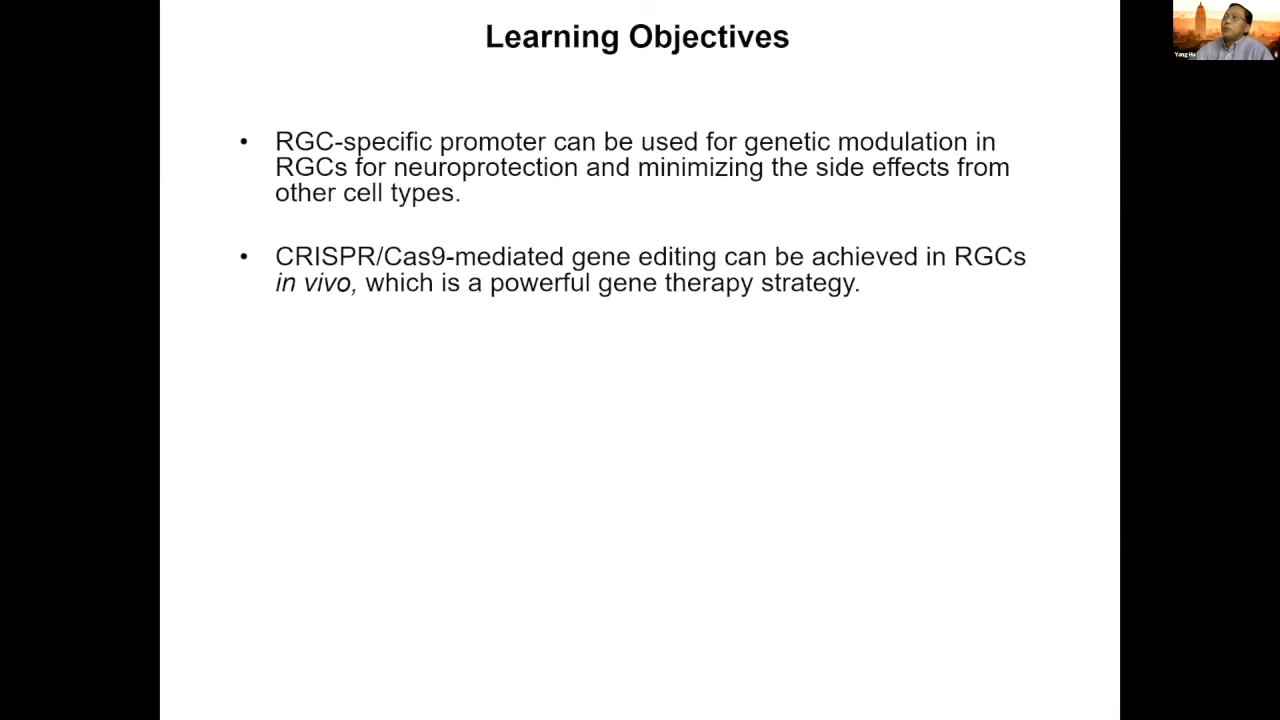 Learning Objectives
• RGC-specific promoter can be used for genetic modulation in
RGCs for neuroprotection and minimizing the side effects from
other cell types.
• CRISPR/Cas9-mediated gene editing can be achieved in RGCs
in vivo, which is a powerful gene therapy strategy.
Yang Hu